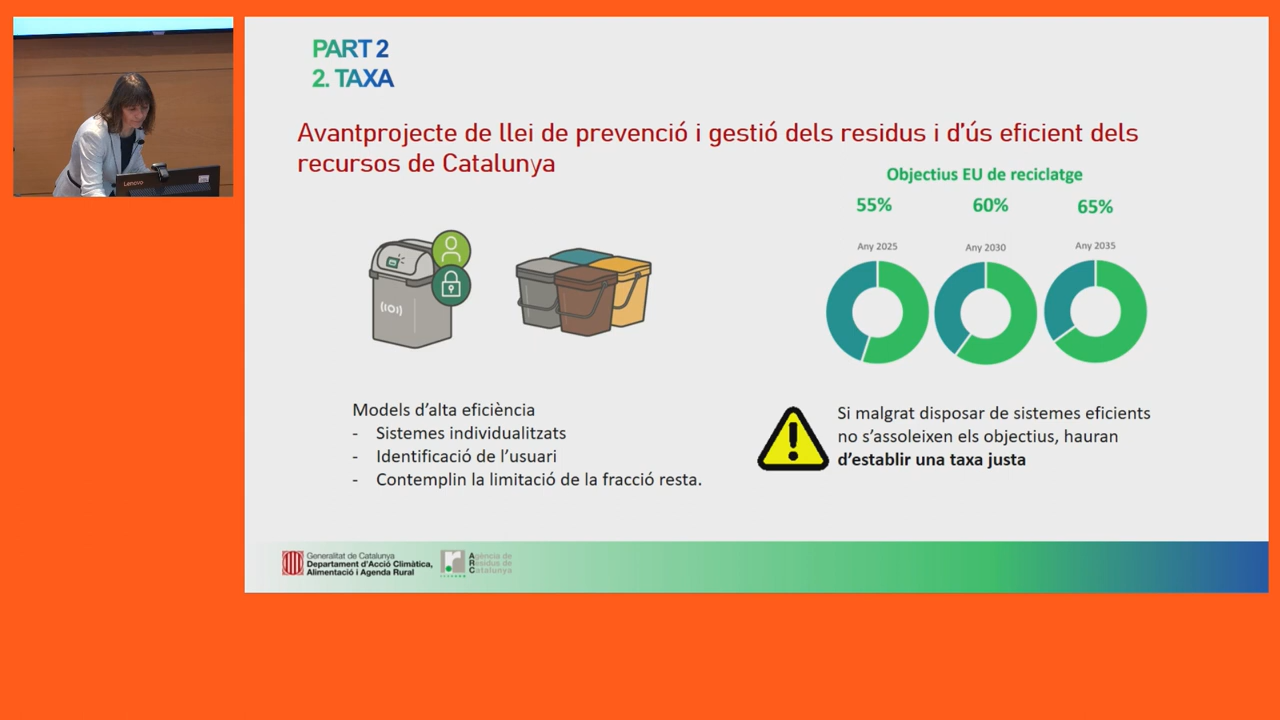 PART 2
2. TAXA
Avantprojecte de llei de prevenció i gestió dels residus i d'ús eficient dels
recursos de Catalunya
Objectius EU de reciclatge
55%
60%
65%
Any 2025
Any 2030
Any 2035
Models d'alta eficiència
- Sistemes individualitzats
- Identificació de l'usuari
- Contemplin la limitació de la fracció resta.
Si malgrat disposar de sistemes eficients
no s'assoleixen els objectius, hauran
d'establir una taxa justa
Generalitat de Catalunya
Departament d'Acció Climàtica,
Alimentació i Agenda Rural
Agència de
Residus de
Catalunya
Lenovo